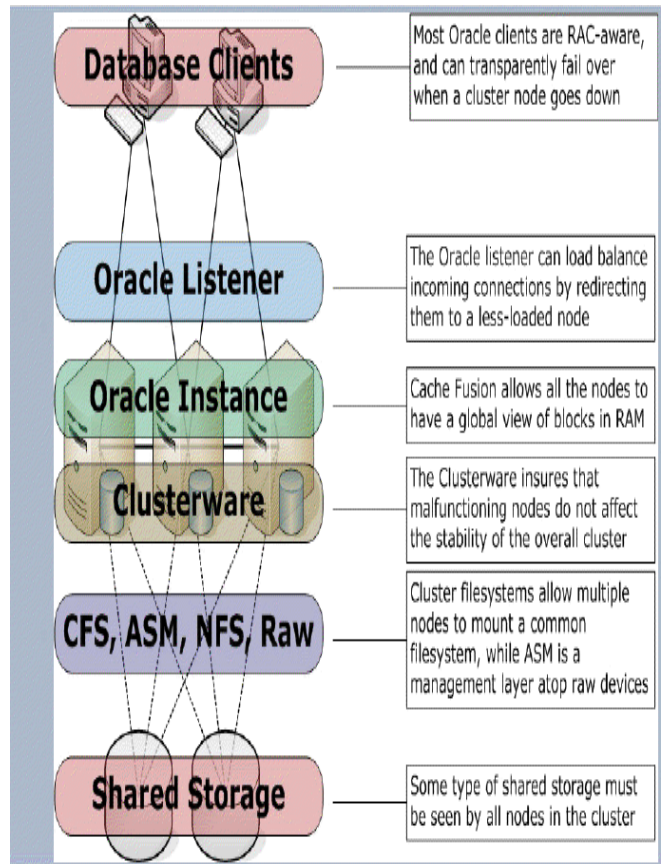 Database Clients
Most Oracle clients are RAC-aware,
and can transparently fail over
when a cluster node goes down
Oracle Listener
The Oracle listener can load balance
incoming connections by redirecting
them to a less-loaded node
Oracle Instance
Cache Fusion allows all the nodes to
have a global view of blocks in RAM
Clusterware
The Clusterware insures that
malfunctioning nodes do not affect
the stability of the overall cluster
CFS, ASM, NFS, Raw
Cluster filesystems allow multiple
nodes to mount a common
filesystem, while ASM is a
management layer atop raw devices
Shared Storage
Some type of shared storage must
be seen by all nodes in the cluster